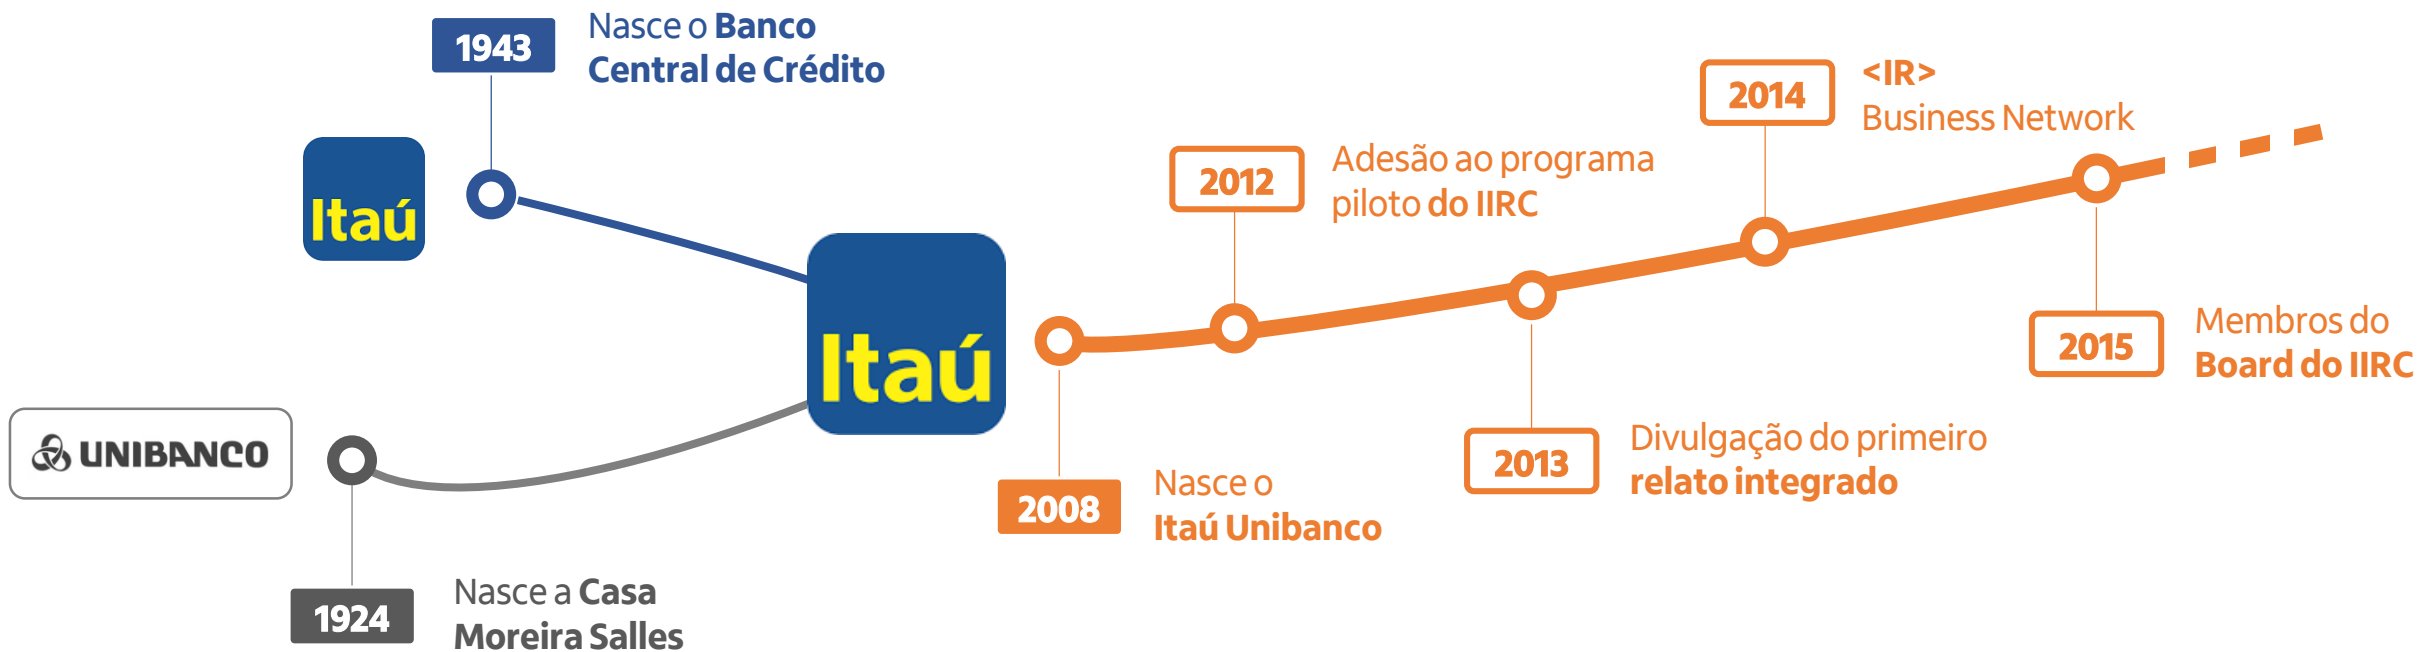 1943
Nasce o Banco
Central de Crédito
Itaú
UNIBANCO
1924
Nasce a Casa
Moreira Salles
Itaú
2008
Nasce o
Itaú Unibanco
2012
Adesão ao programa
piloto do IIRC
2013
Divulgação do primeiro
relato integrado
2014
<IR>
Business Network
2015
Membros do
Board do IIRC